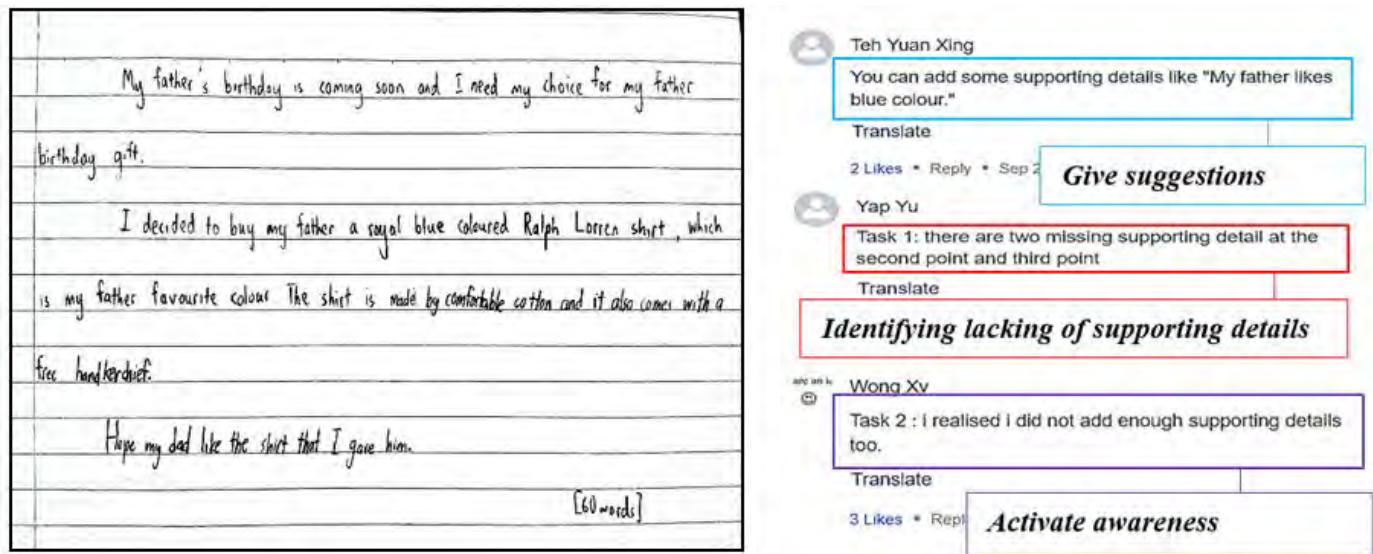 My father's birthday is coming soon and I need my choice for my father
birthday gift.
I decided to buy my father a royal blue coloured Ralph Lorren shirt, which
is my father favourite colour The shirt is made by comfortable cotton and it also comes with a
free handkerchief.
Hope my dad like the shirt that I gave him.
[60 words]
Teh Yuan Xing
You can add some supporting details like "My father likes
blue colour."
Translate
2 Likes • Reply • Sep 2
Give suggestions
Yap Yu
Task 1: there are two missing supporting detail at the
second point and third point
Translate
Identifying lacking of supporting details
Wong Xv
Task 2 : i realised i did not add enough supporting details
too.
Translate
3 Likes • Repl
Activate awareness